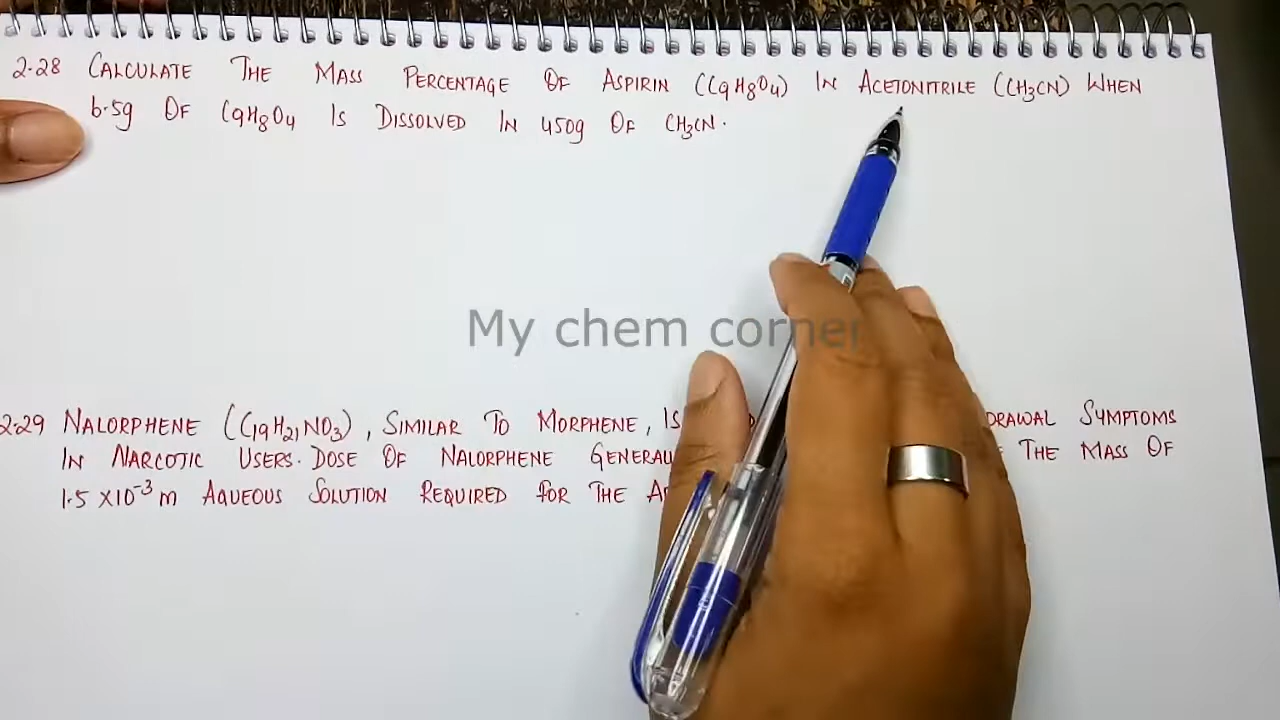 2.28 CALCULATE THE MASS PERCENTAGE OF ASPIRIN (C9H8O4) IN ACETONITRILE (CH3CN) WHEN
6.5g OF C9H8O4 IS DISSOLVED IN 450g OF CH3CN.
My chem corner
2.29 NALORPHENE (C19H21NO3), SIMILAR TO MORPHENE, IS DRAWAL SYMPTOMS
IN NARCOTIC USERS. DOSE OF NALORPHENE GENERAL THE MASS OF
1.5 X10-3 m AQUEOUS SOLUTION REQUIRED FOR THE A